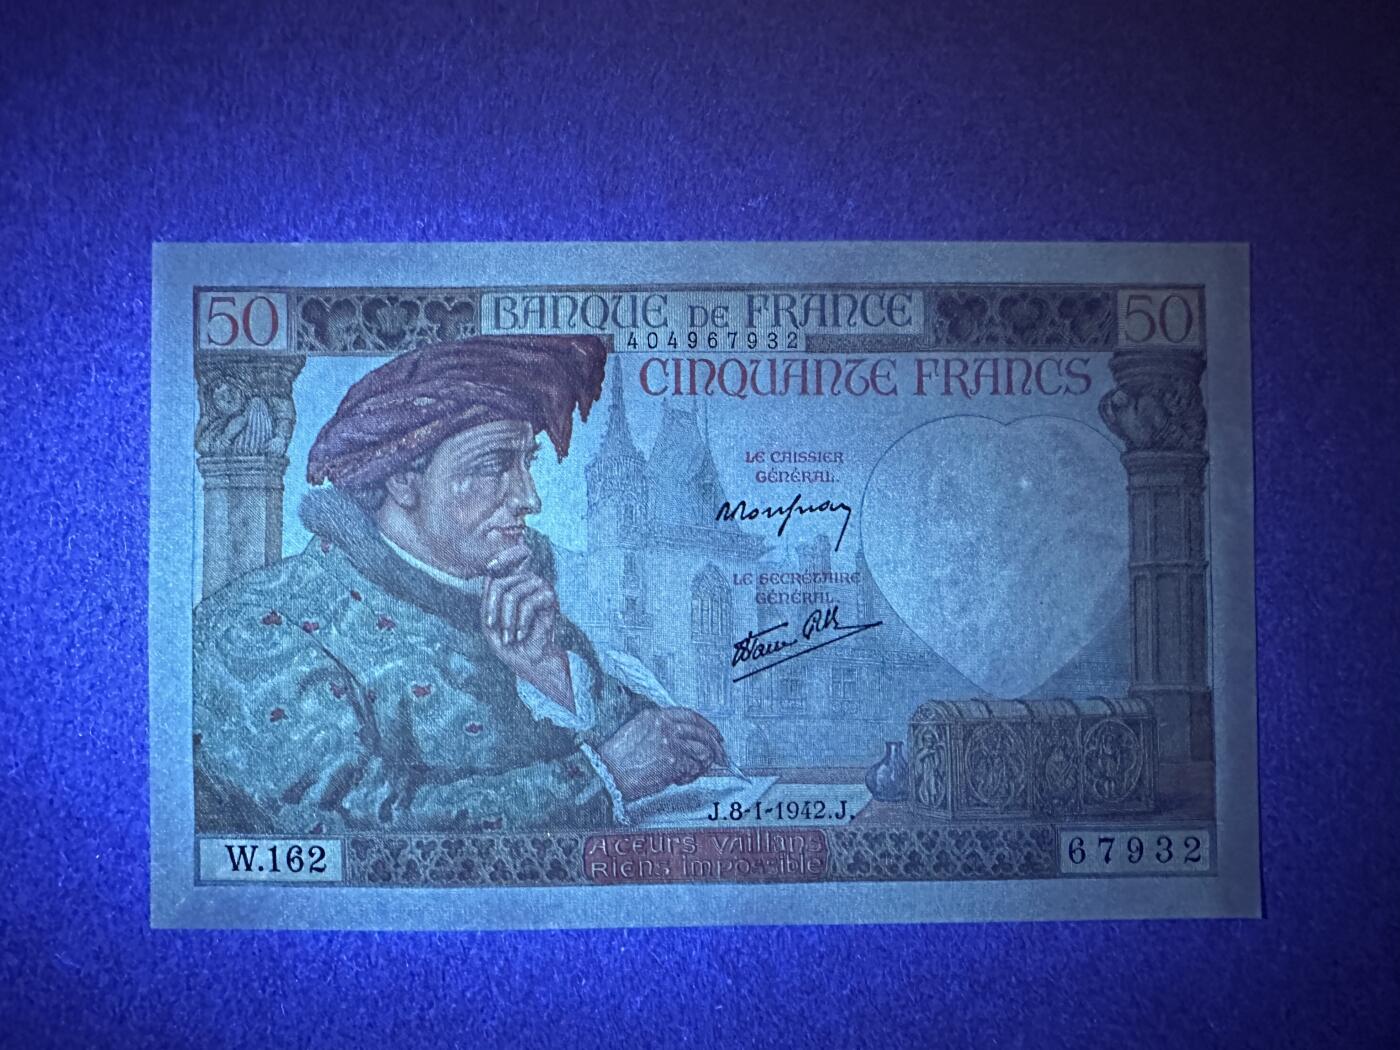 50 BANQUE DE FRANCE 50
404967932
CINQUANTE FRANCS
LE CAISSIER
GÉNÉRAL.
LE SECRÉTAIRE
GÉNÉRAL.
J.8-1-1942.J.
W.162
A CŒURS VAILLANS
RIENS IMPOSSIBLE
67932